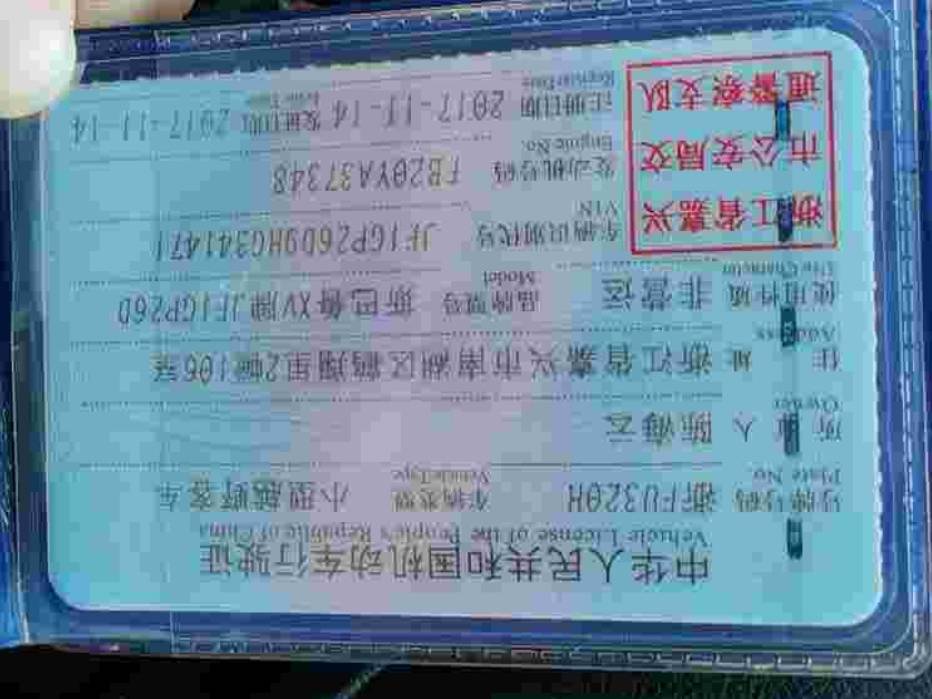 中华人民共和国机动车行驶证
Vehicle License of the People's Republic of China
号牌号码 浙FU320H 车辆类型 小型越野客车
Plate No. Vehicle Type
所有人 陈海云
Owner
住址 浙江省嘉兴市南湖区鹤翔里2幢106室
Address
使用性质 非营运 品牌型号 斯巴鲁XV牌JF1GP26D
Use Character Model
浙江省嘉兴
市公安局交
通警察支队
车辆识别代号 JF1GP26D9HG341471
VIN
发动机号码 FB20YA37348
Engine No.
注册日期 2017-11-14 发证日期 2017-11-14
Register Date Issue Date